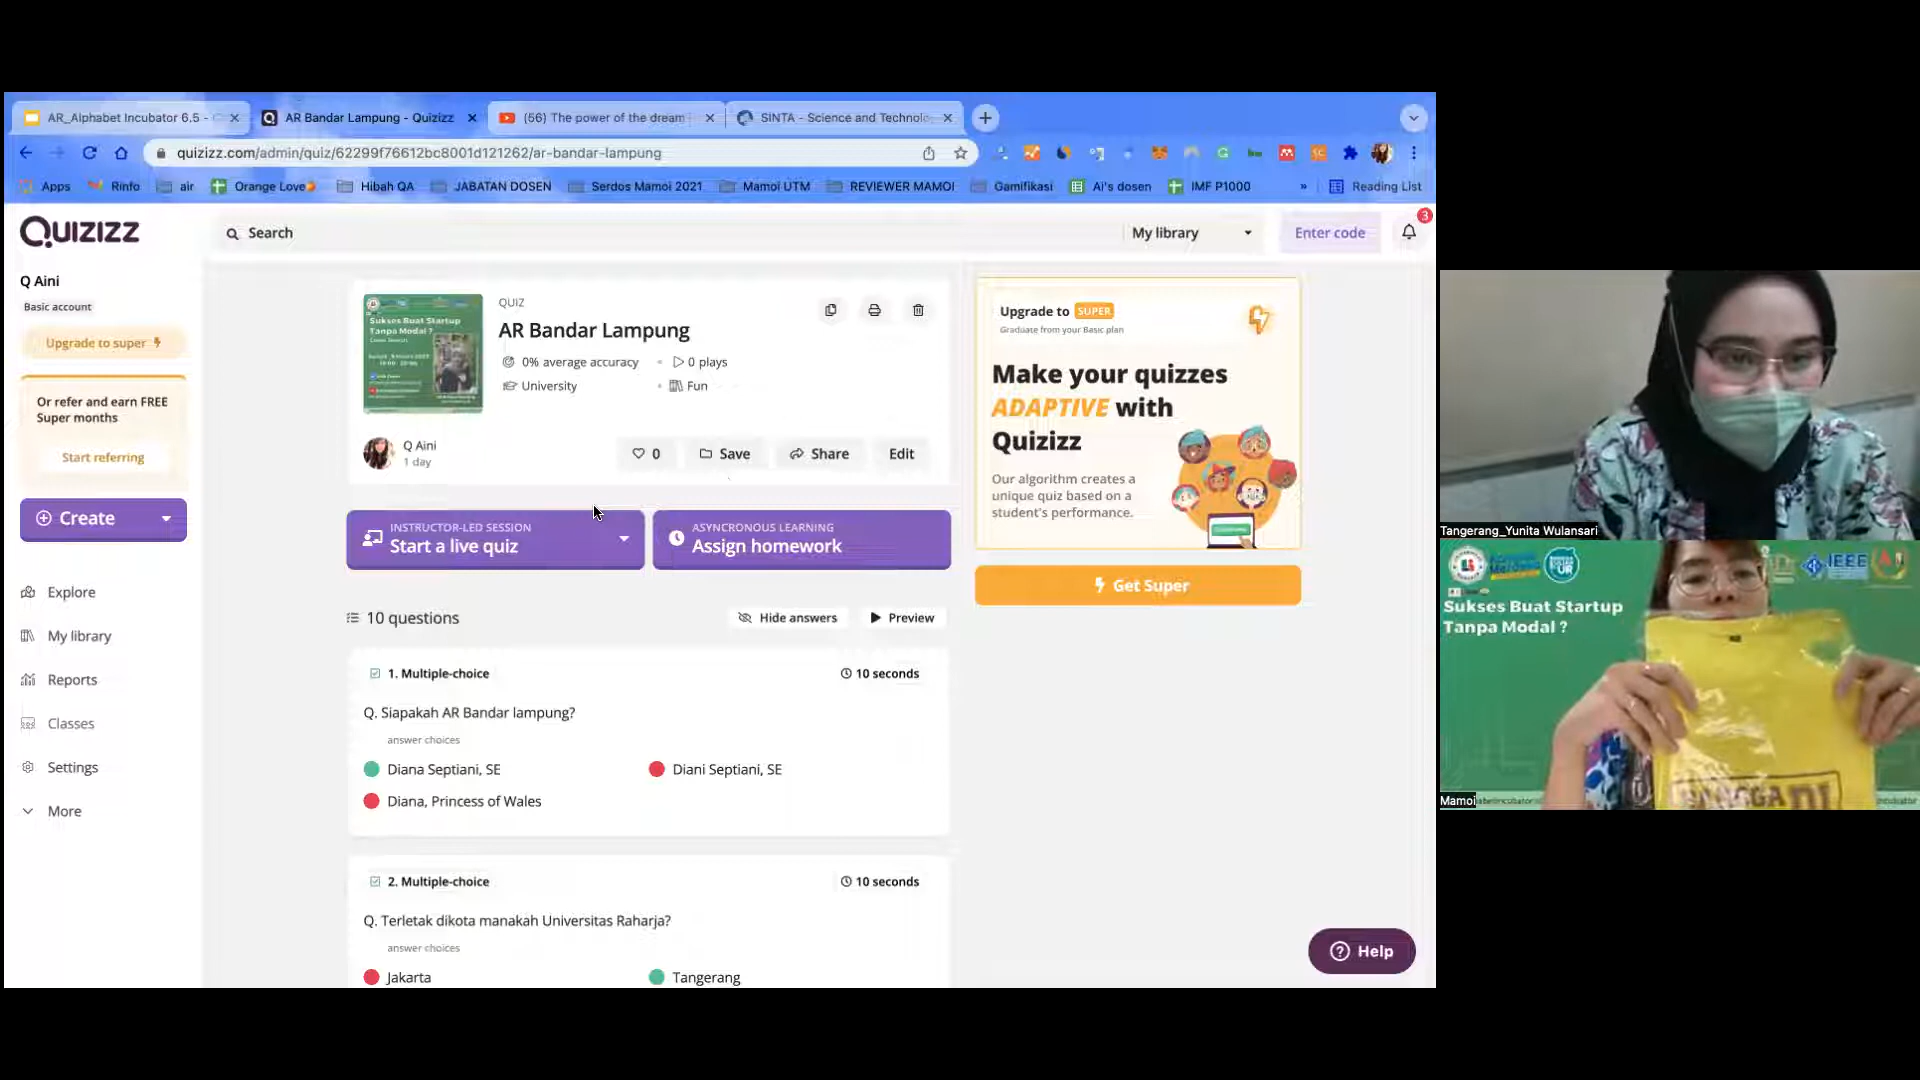 AR_Alphabet Incubator 6.5 -
AR Bandar Lampung - Quizizz
(56) The power of the dream
SINTA - Science and Technolo
quizizz.com/admin/quiz/62299f76612bc8001d121262/ar-bandar-lampung
Apps
Rinfo
air
Orange Love
Hibah QA
JABATAN DOSEN
Serdos Mamoi 2021
Mamoi UTM
REVIEWER MAMOI
Gamifikasi
Ai's dosen
IMF P1000
»
Reading List
Quizizz
Search
My library
Enter code
3
Q Aini
Basic account
Upgrade to super
Or refer and earn FREE
Super months
Start referring
Create
Explore
My library
Reports
Classes
Settings
More
Sukses Buat Startup
Tanpa Modal ?
QUIZ
AR Bandar Lampung
0% average accuracy
0 plays
University
Fun
Q Aini
1 day
0
Save
Share
Edit
INSTRUCTOR-LED SESSION
Start a live quiz
ASYNCRONOUS LEARNING
Assign homework
10 questions
Hide answers
Preview
1. Multiple-choice
10 seconds
Q. Siapakah AR Bandar lampung?
answer choices
Diana Septiani, SE
Diani Septiani, SE
Diana, Princess of Wales
2. Multiple-choice
10 seconds
Q. Terletak dikota manakah Universitas Raharja?
answer choices
Jakarta
Tangerang
Upgrade to SUPER
Graduate from your Basic plan
Make your quizzes
ADAPTIVE with
Quizizz
Our algorithm creates a
unique quiz based on a
student's performance.
Get Super
Help
Tangerang_Yunita Wulansari
IEEE
Sukses Buat Startup
Tanpa Modal ?
Mamoi